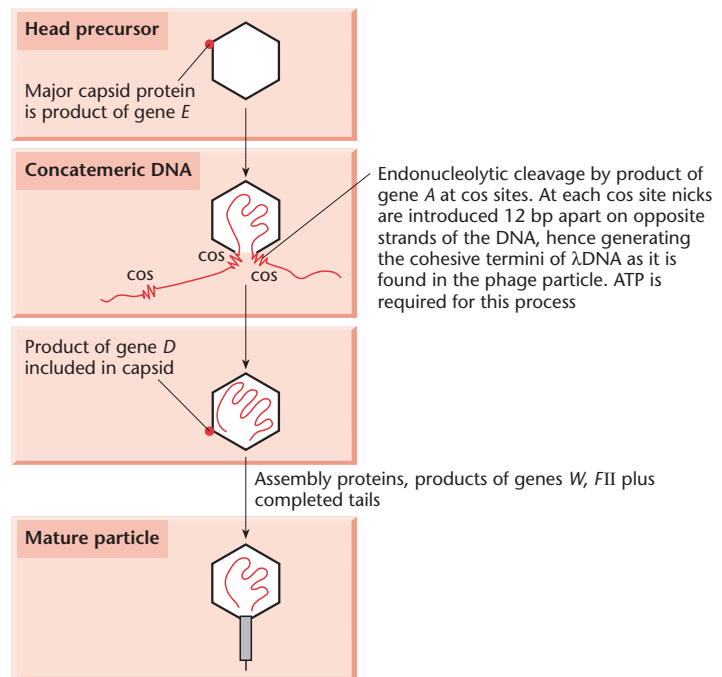 Head precursor
Major capsid protein
is product of gene E
Concatemeric DNA
Endonucleolytic cleavage by product of
gene A at cos sites. At each cos site nicks
are introduced 12 bp apart on opposite
strands of the DNA, hence generating
the cohesive termini of λDNA as it is
found in the phage particle. ATP is
required for this process
cos
cos
cos
Product of gene D
included in capsid
Assembly proteins, products of genes W, FII plus
completed tails
Mature particle